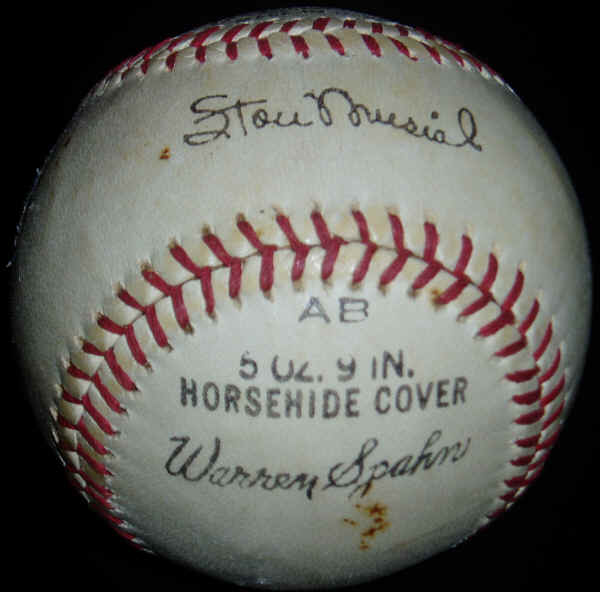 Stan Musial
AB
5 OZ. 9 IN.
HORSEHIDE COVER
Warren Spahn